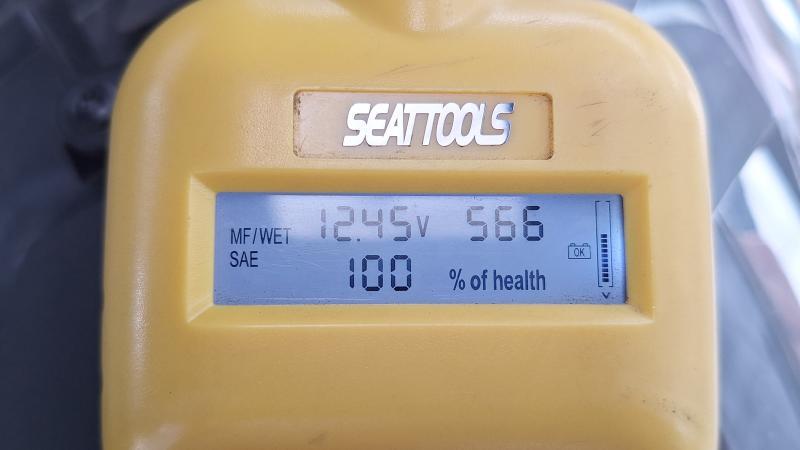 SEATTOOLS
MF/WET 12.45V 566
SAE 100 % of health
OK
V